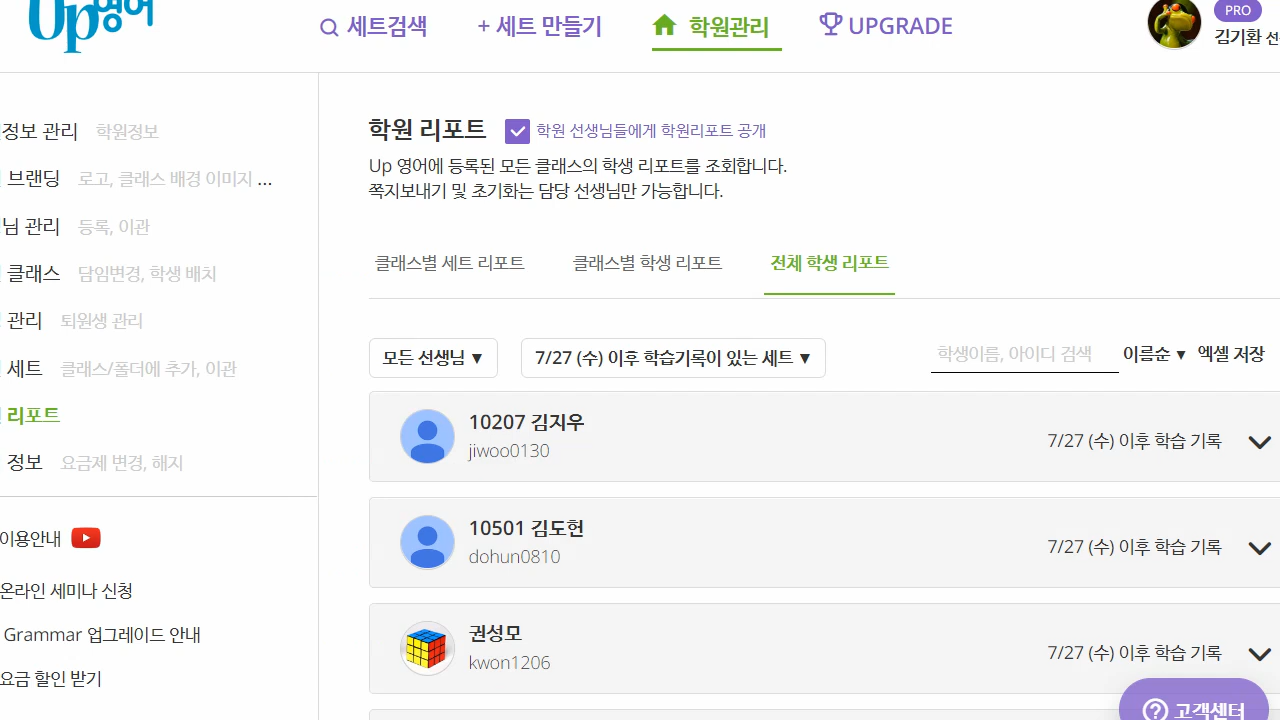 Up영어
세트검색
+ 세트 만들기
학원관리
UPGRADE
PRO
김기환 선
정보 관리 학원정보
브랜딩 로고, 클래스 배경 이미지 ...
님 관리 등록, 이관
클래스 담임변경, 학생 배치
관리 퇴원생 관리
세트 클래스/폴더에 추가, 이관
리포트
정보 요금제 변경, 해지
이용안내
온라인 세미나 신청
Grammar 업그레이드 안내
요금 할인 받기
학원 리포트 학원 선생님들에게 학원리포트 공개
Up 영어에 등록된 모든 클래스의 학생 리포트를 조회합니다.
쪽지보내기 및 초기화는 담당 선생님만 가능합니다.
클래스별 세트 리포트 클래스별 학생 리포트 전체 학생 리포트
모든 선생님 ▼ 7/27 (수) 이후 학습기록이 있는 세트 ▼ 학생이름, 아이디 검색 이름순 ▼ 엑셀 저장
10207 김지우
jiwoo0130
7/27 (수) 이후 학습 기록
10501 김도헌
dohun0810
7/27 (수) 이후 학습 기록
권성모
kwon1206
7/27 (수) 이후 학습 기록
고객센터